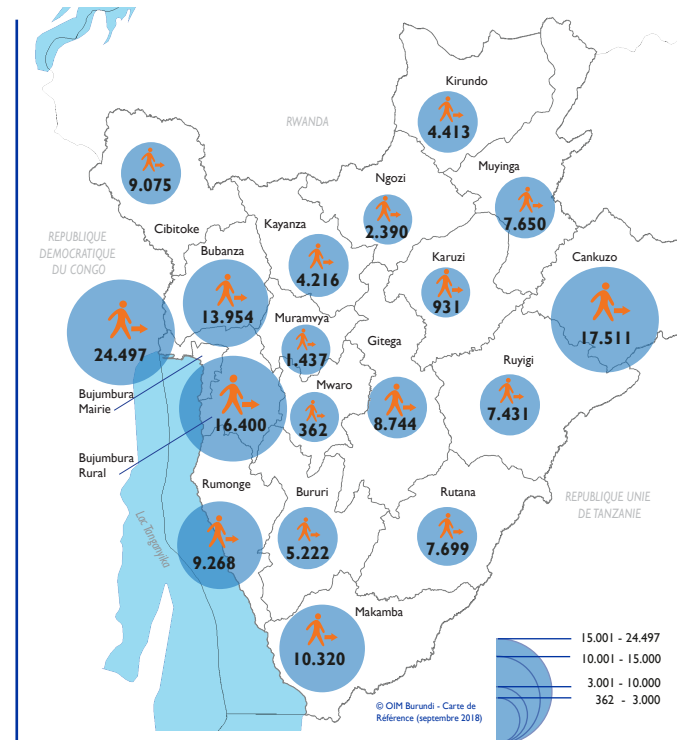 Kirundo
4.413
RWANDA
9.075
Ngozi
2.390
Muyinga
7.650
Cibitoke
REPUBLIQUE
DEMOCRATIQUE
DU CONGO
Kayanza
4.216
Bubanza
13.954
Karuzi
931
Cankuzo
17.511
24.497
Muramvya
1.437
Gitega
8.744
Ruyigi
7.431
Bujumbura
Mairie
Mwaro
362
16.400
Bujumbura
Rural
Rumonge
9.268
Bururi
5.222
Rutana
7.699
REPUBLIQUE UNIE
DE TANZANIE
Lac Tanganyika
Makamba
10.320
15.001 - 24.497
10.001 - 15.000
3.001 - 10.000
362 - 3.000
© OIM Burundi - Carte de
Référence (septembre 2018)